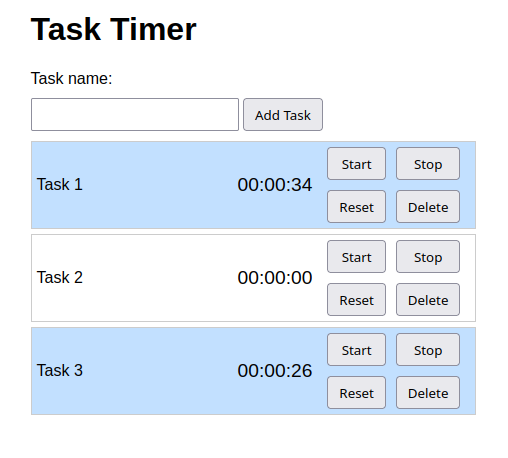 Task Timer
Task name:
Add Task
Task 1 00:00:34 Start Stop
Reset Delete
Task 2 00:00:00 Start Stop
Reset Delete
Task 3 00:00:26 Start Stop
Reset Delete